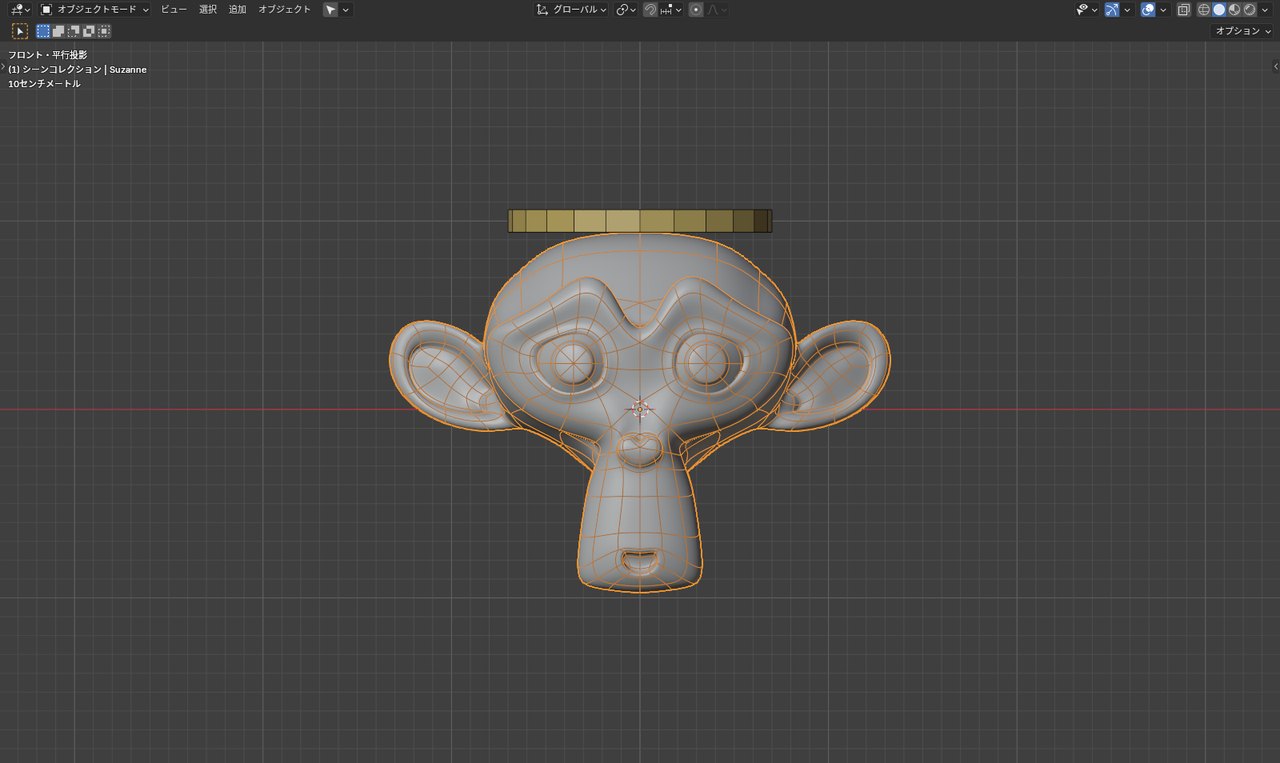 オブジェクトモード ビュー 選択 追加 オブジェクト グローバル
オプション
フロント・平行投影
(1) シーンコレクション | Suzanne
10センチメートル